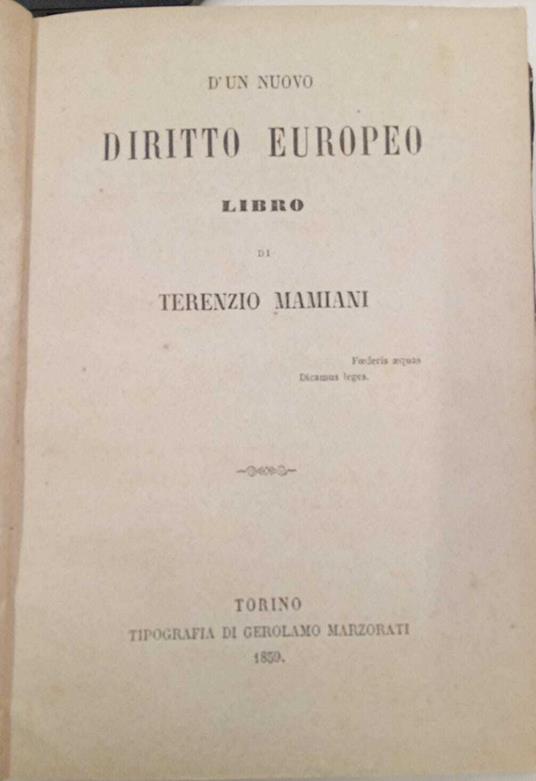 D'UN NUOVO
DIRITTO EUROPEO
LIBRO
DI
TERENZIO MAMIANI
Fœderis æquas
Dicamus leges.
TORINO
TIPOGRAFIA DI GEROLAMO MARZORATI
1859.